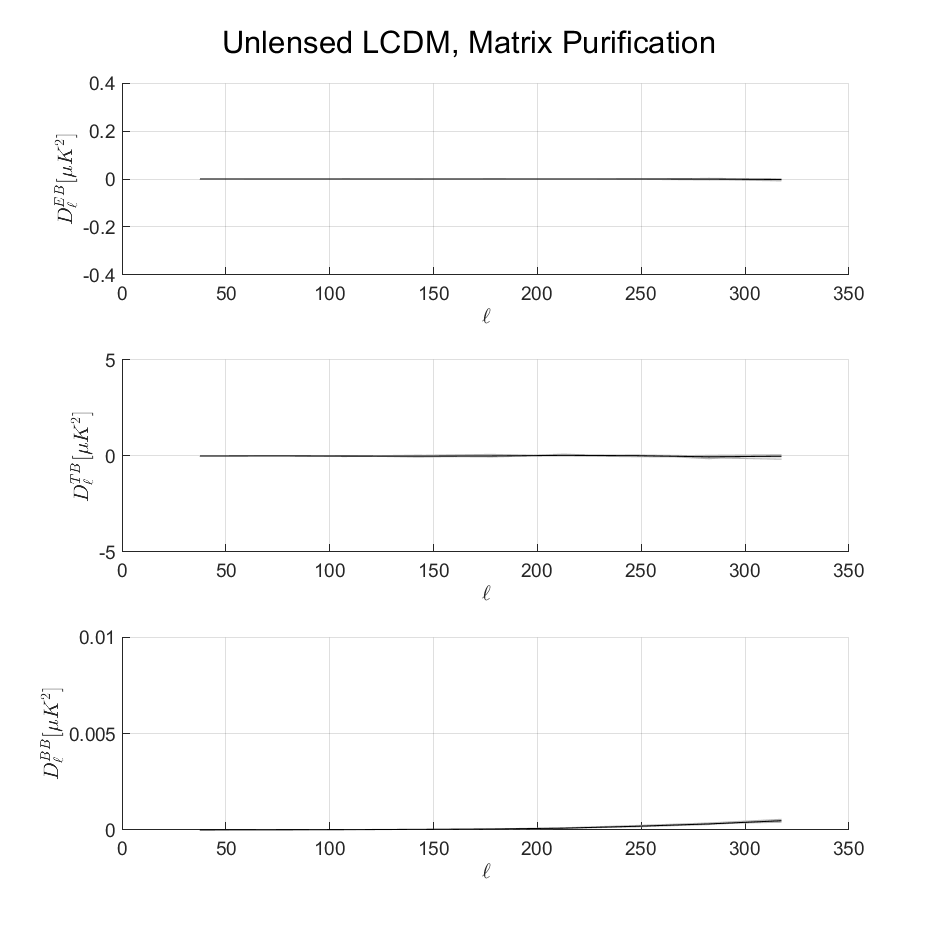 Unlensed LCDM, Matrix Purification
0.4
0.2
0
-0.2
-0.4
0 50 100 150 200 250 300 350
ℓ
D_ℓ^{EB}[μK^2]
5
0
-5
0 50 100 150 200 250 300 350
ℓ
D_ℓ^{TB}[μK^2]
0.01
0.005
0
0 50 100 150 200 250 300 350
ℓ
D_ℓ^{BB}[μK^2]